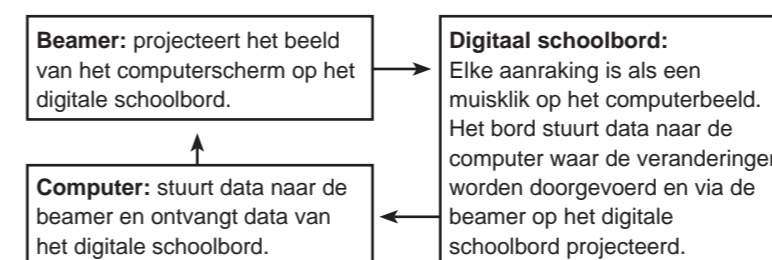 Beamer: projecteert het beeld
van het computerscherm op het
digitale schoolbord.
Computer: stuurt data naar de
beamer en ontvangt data van
het digitale schoolbord.
Digitaal schoolbord:
Elke aanraking is als een
muisklik op het computerbeeld.
Het bord stuurt data naar de
computer waar de veranderingen
worden doorgevoerd en via de
beamer op het digitale
schoolbord projecteerd.